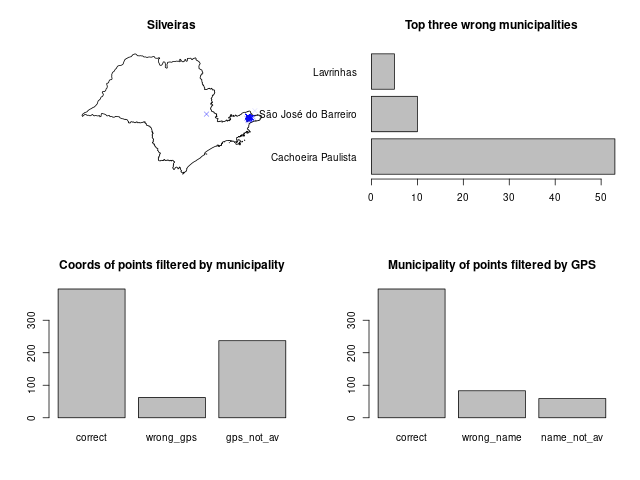 Silveiras
Top three wrong municipalities
Lavrinhas
São José do Barreiro
Cachoeira Paulista
0 10 20 30 40 50
Coords of points filtered by municipality
0 100 200 300
correct wrong_gps gps_not_av
Municipality of points filtered by GPS
0 100 200 300
correct wrong_name name_not_av